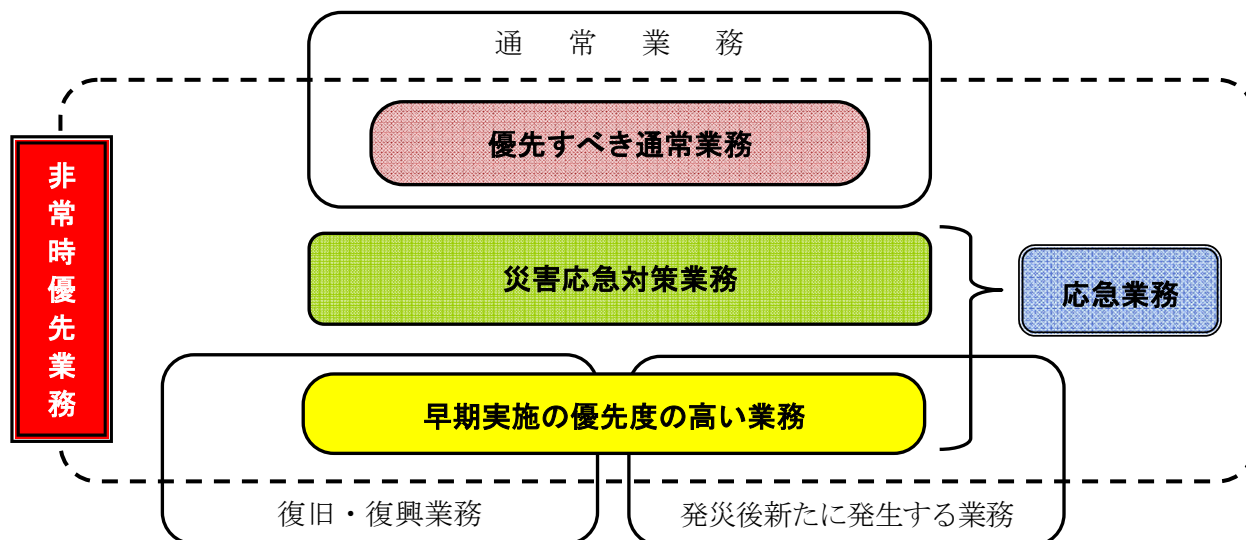 通常業務
優先すべき通常業務
非常時優先業務
災害応急対策業務
応急業務
早期実施の優先度の高い業務
復旧・復興業務
発災後新たに発生する業務